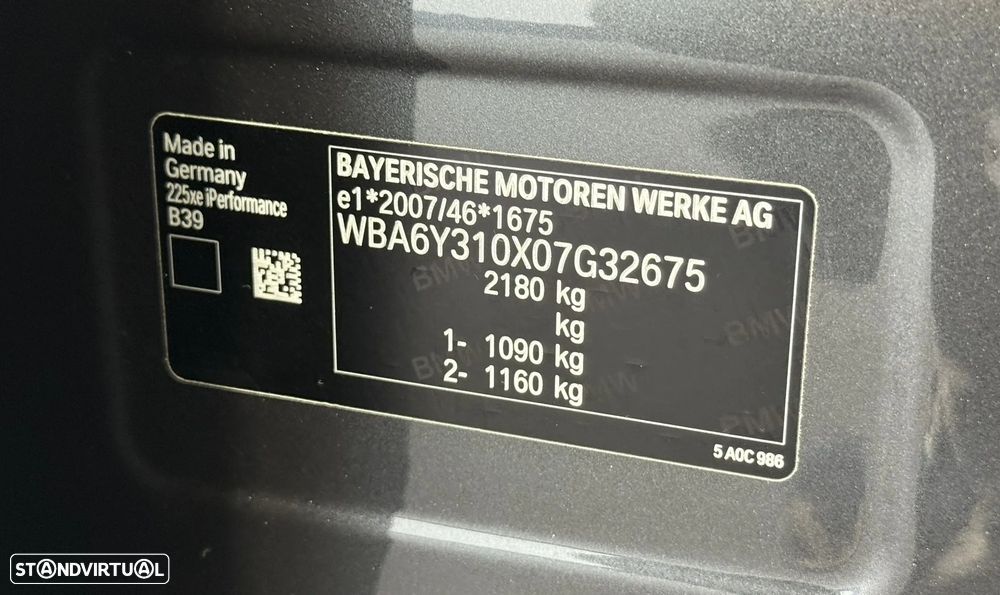 Made in
Germany
225xe iPerformance
B39
BAYERISCHE MOTOREN WERKE AG
e1*2007/46*1675
WBA6Y310X07G32675
2180 kg
kg
1- 1090 kg
2- 1160 kg
5 A0C 986
STANDVIRTUAL